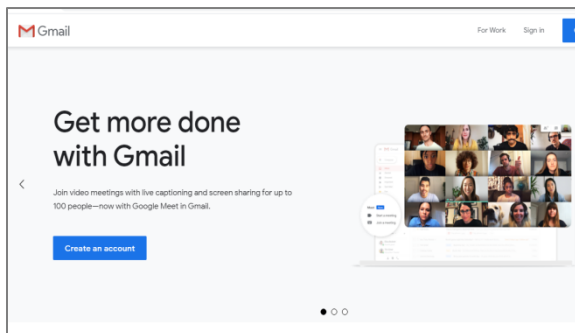 Gmail
For Work
Sign in
Get more done
with Gmail
Join video meetings with live captioning and screen sharing for up to
100 people—now with Google Meet in Gmail.
Create an account